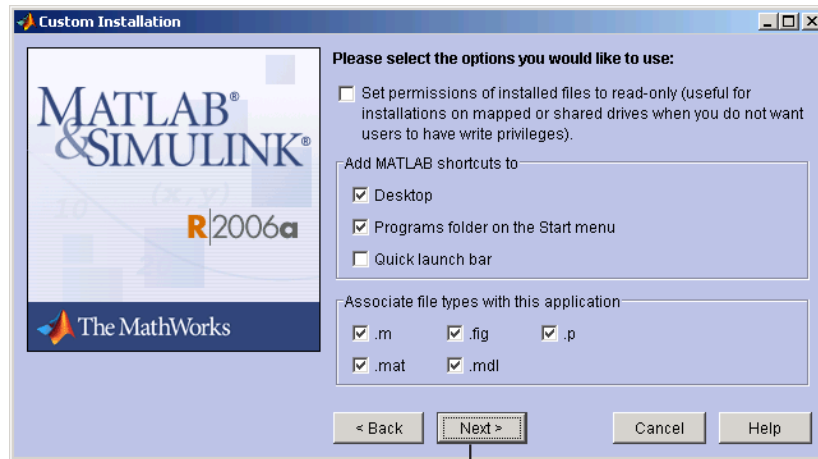 Custom Installation
MATLAB®
&SIMULINK®
R2006a
The MathWorks
Please select the options you would like to use:
Set permissions of installed files to read-only (useful for
installations on mapped or shared drives when you do not want
users to have write privileges).
Add MATLAB shortcuts to
Desktop
Programs folder on the Start menu
Quick launch bar
Associate file types with this application
.m .fig .p
.mat .mdl
< Back Next > Cancel Help